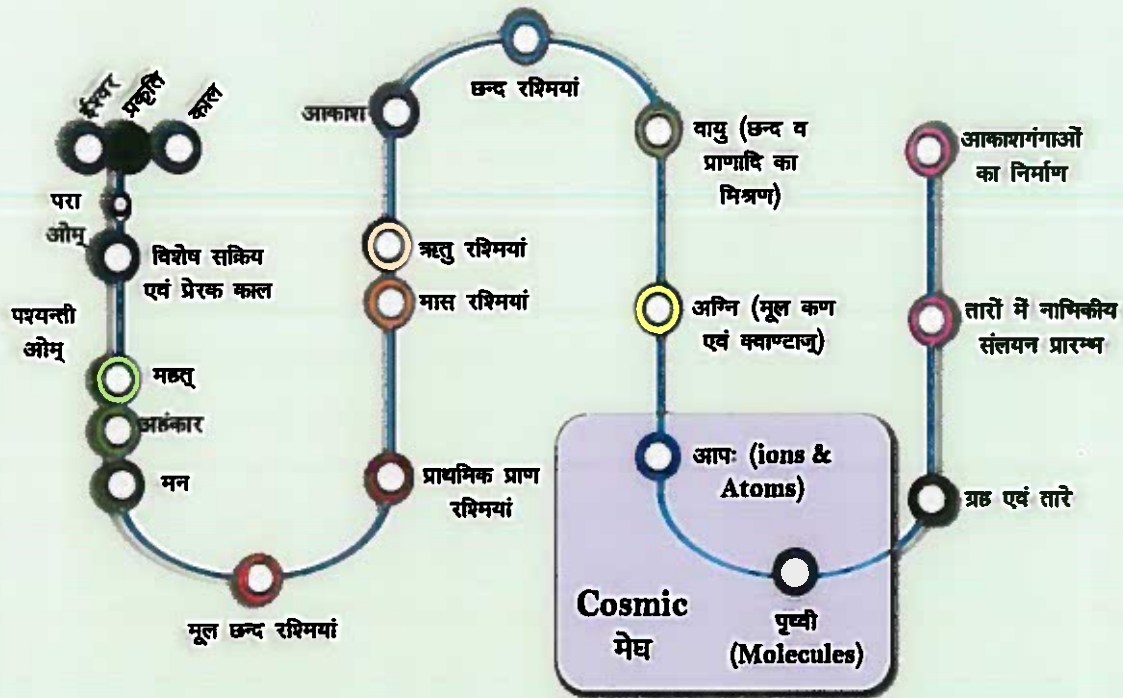 ईश्वर
प्रकृति
काल
परा
ओम्
विशेष सक्रिय
एवं प्रेरक काल
पश्यन्ती
ओम्
महत्
अहंकार
मन
मूल छन्द रश्मियां
प्राथमिक प्राण
रश्मियां
मास रश्मियां
ऋतु रश्मियां
आकाश
छन्द रश्मियां
वायु (छन्द व
प्राणादि का
मिश्रण)
अग्नि (मूल कण
एवं क्वाण्टाज्)
आपः (ions &
Atoms)
Cosmic
मेघ
पृथ्वी
(Molecules)
ग्रह एवं तारे
तारों में नाभिकीय
संलयन प्रारम्भ
आकाशगंगाओं
का निर्माण